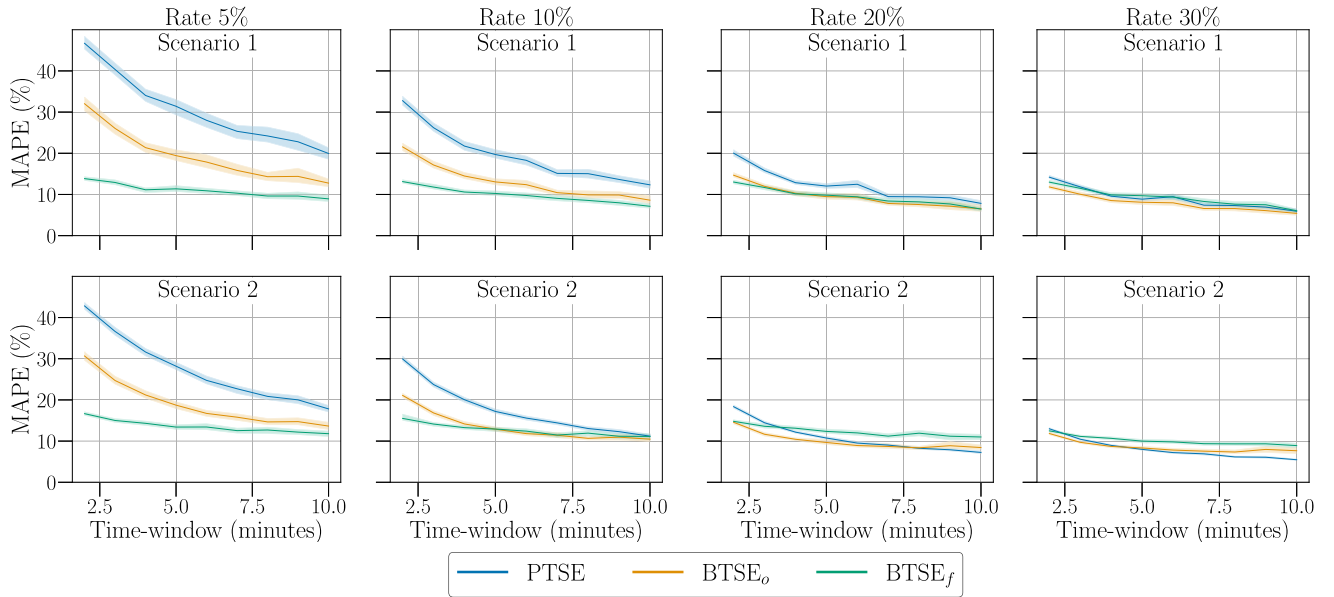 Rate 5% Rate 10% Rate 20% Rate 30%
Scenario 1 Scenario 1 Scenario 1 Scenario 1
MAPE (%)
40
30
20
10
0
Scenario 2 Scenario 2 Scenario 2 Scenario 2
MAPE (%)
40
30
20
10
0
2.5 5.0 7.5 10.0 2.5 5.0 7.5 10.0 2.5 5.0 7.5 10.0 2.5 5.0 7.5 10.0
Time-window (minutes) Time-window (minutes) Time-window (minutes) Time-window (minutes)
PTSE BTSE_o BTSE_f